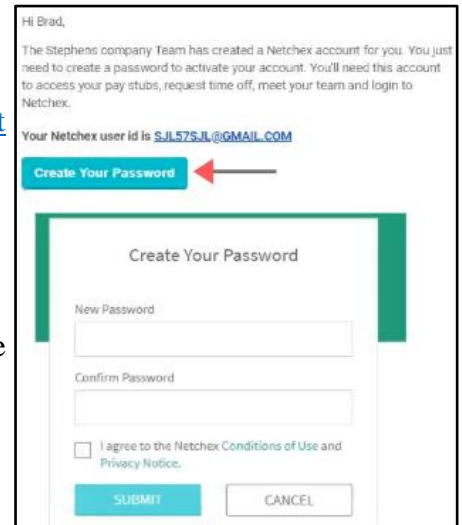 Hi Brad,
The Stephens company Team has created a Netchex account for you. You just
need to create a password to activate your account. You'll need this account
to access your pay stubs, request time off, meet your team and login to
Netchex.
t
Your Netchex user id is SJL57SJL@GMAIL.COM
Create Your Password
Create Your Password
New Password
e
Confirm Password
I agree to the Netchex Conditions of Use and
Privacy Notice.
SUBMIT CANCEL